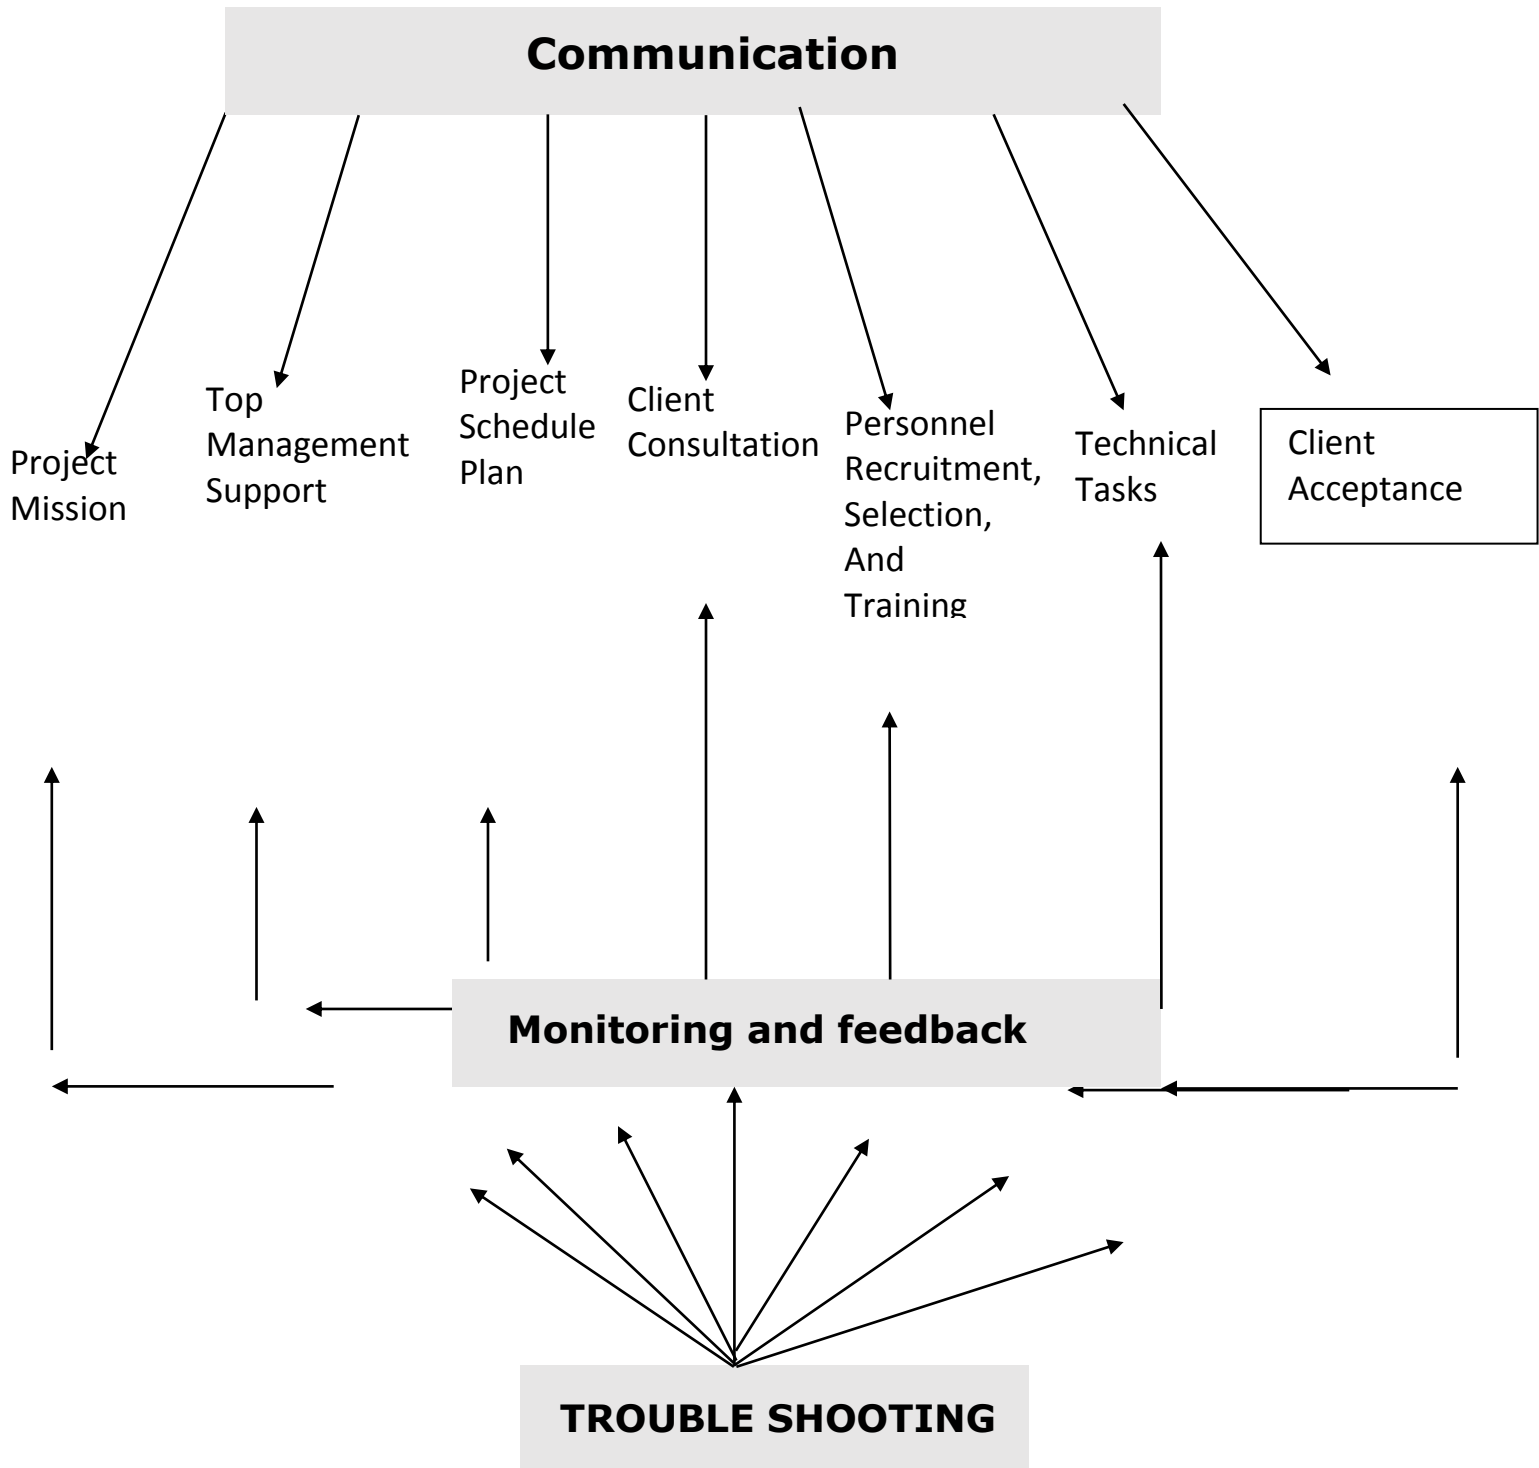 Communication
Project
Mission
Top
Management
Support
Project
Schedule
Plan
Client
Consultation
Personnel
Recruitment,
Selection,
And
Training
Technical
Tasks
Client
Acceptance
Monitoring and feedback
TROUBLE SHOOTING